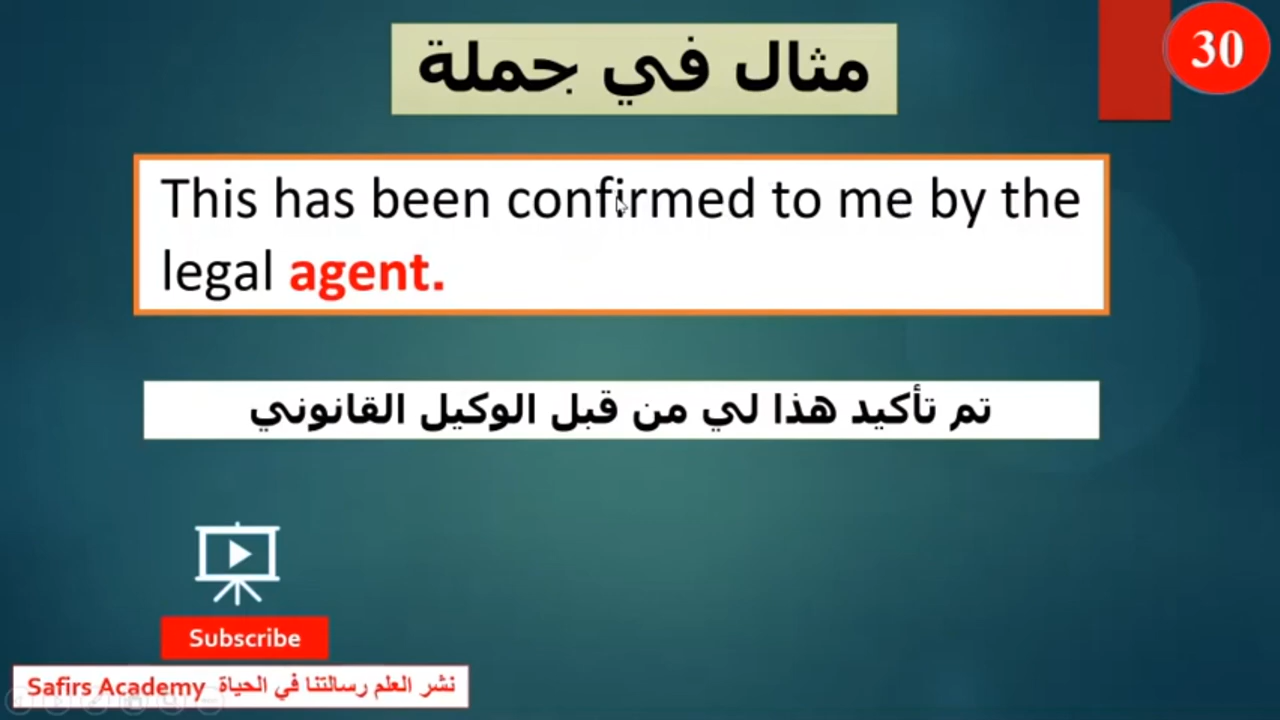 30
مثال في جملة
This has been confirmed to me by the
legal agent.
تم تأكيد هذا لي من قبل الوكيل القانوني
Subscribe
Safirs Academy نشر العلم رسالتنا في الحياة